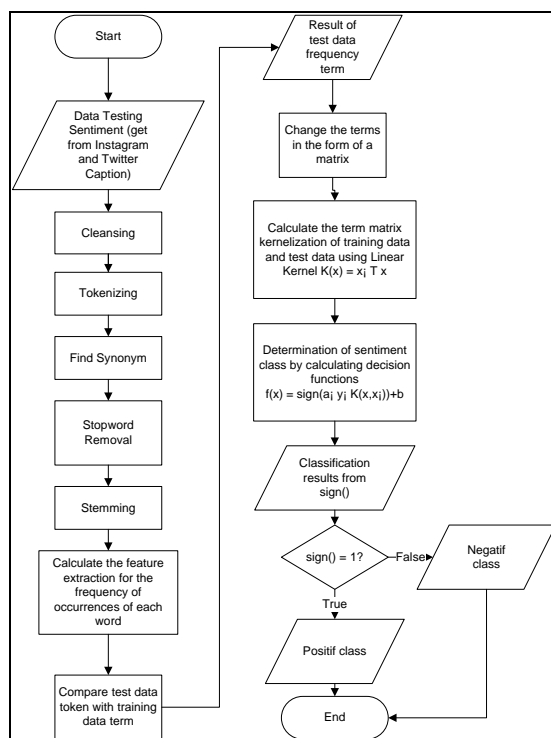 Start
Data Testing
Sentiment (get
from Instagram
and Twitter
Caption)
Cleansing
Tokenizing
Find Synonym
Stopword
Removal
Stemming
Calculate the feature
extraction for the
frequency of
occurrences of each
word
Compare test data
token with training
data term
Result of
test data
frequency
term
Change the terms
in the form of a
matrix
Calculate the term matrix
kernelization of training data
and test data using Linear
Kernel K(x) = x¡ T x
Determination of sentiment
class by calculating decision
functions
f(x) = sign(a¡ y¡ K(x,x¡))+b
Classification
results from
sign()
sign() = 1?
False
Negatif
class
True
Positif class
End